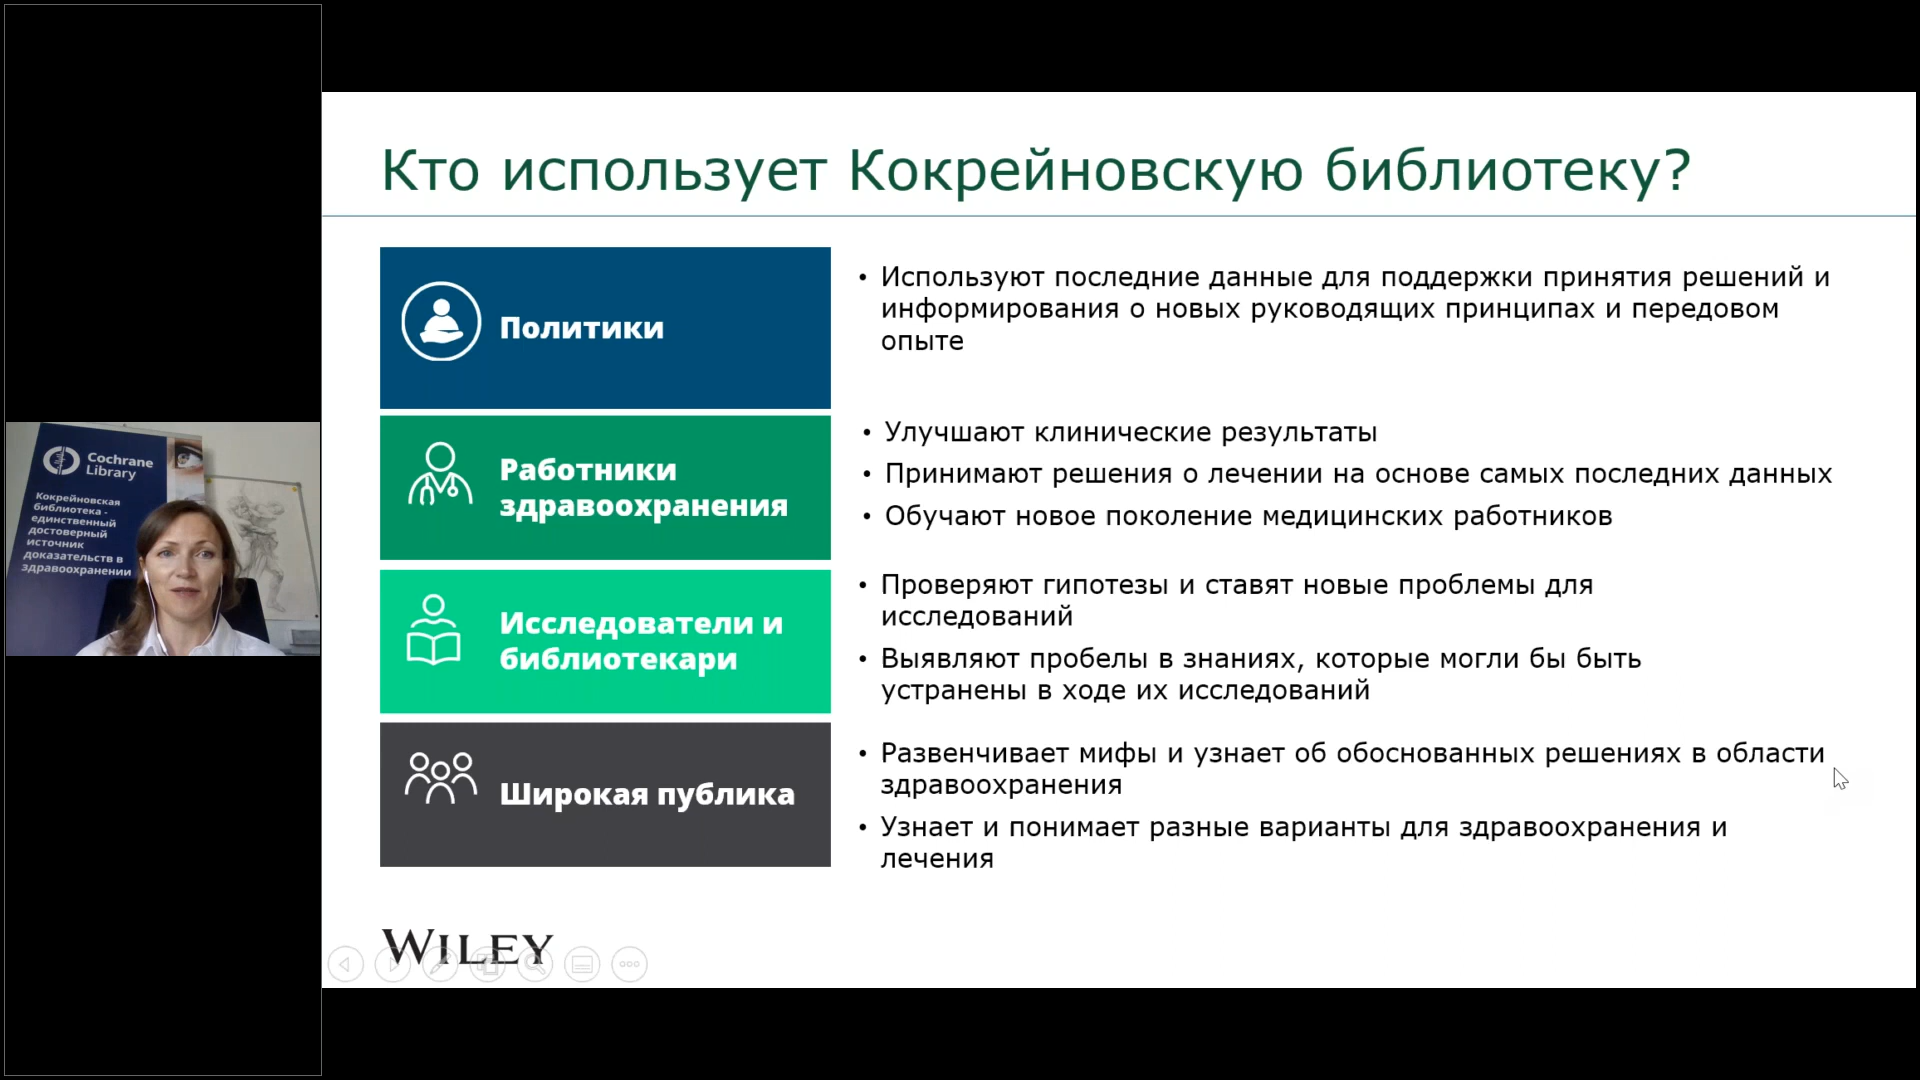 Кто использует Кокрейновскую библиотеку?
Политики
• Используют последние данные для поддержки принятия решений и
информирования о новых руководящих принципах и передовом
опыте
Работники
здравоохранения
• Улучшают клинические результаты
• Принимают решения о лечении на основе самых последних данных
• Обучают новое поколение медицинских работников
Исследователи и
библиотекари
• Проверяют гипотезы и ставят новые проблемы для
исследований
• Выявляют пробелы в знаниях, которые могли бы быть
устранены в ходе их исследований
Широкая публика
• Развенчивает мифы и узнает об обоснованных решениях в области
здравоохранения
• Узнает и понимает разные варианты для здравоохранения и
лечения
WILEY
Cochrane
Library
Кокрейновская
библиотека -
единственный
достоверный
источник
доказательств в
здравоохранении